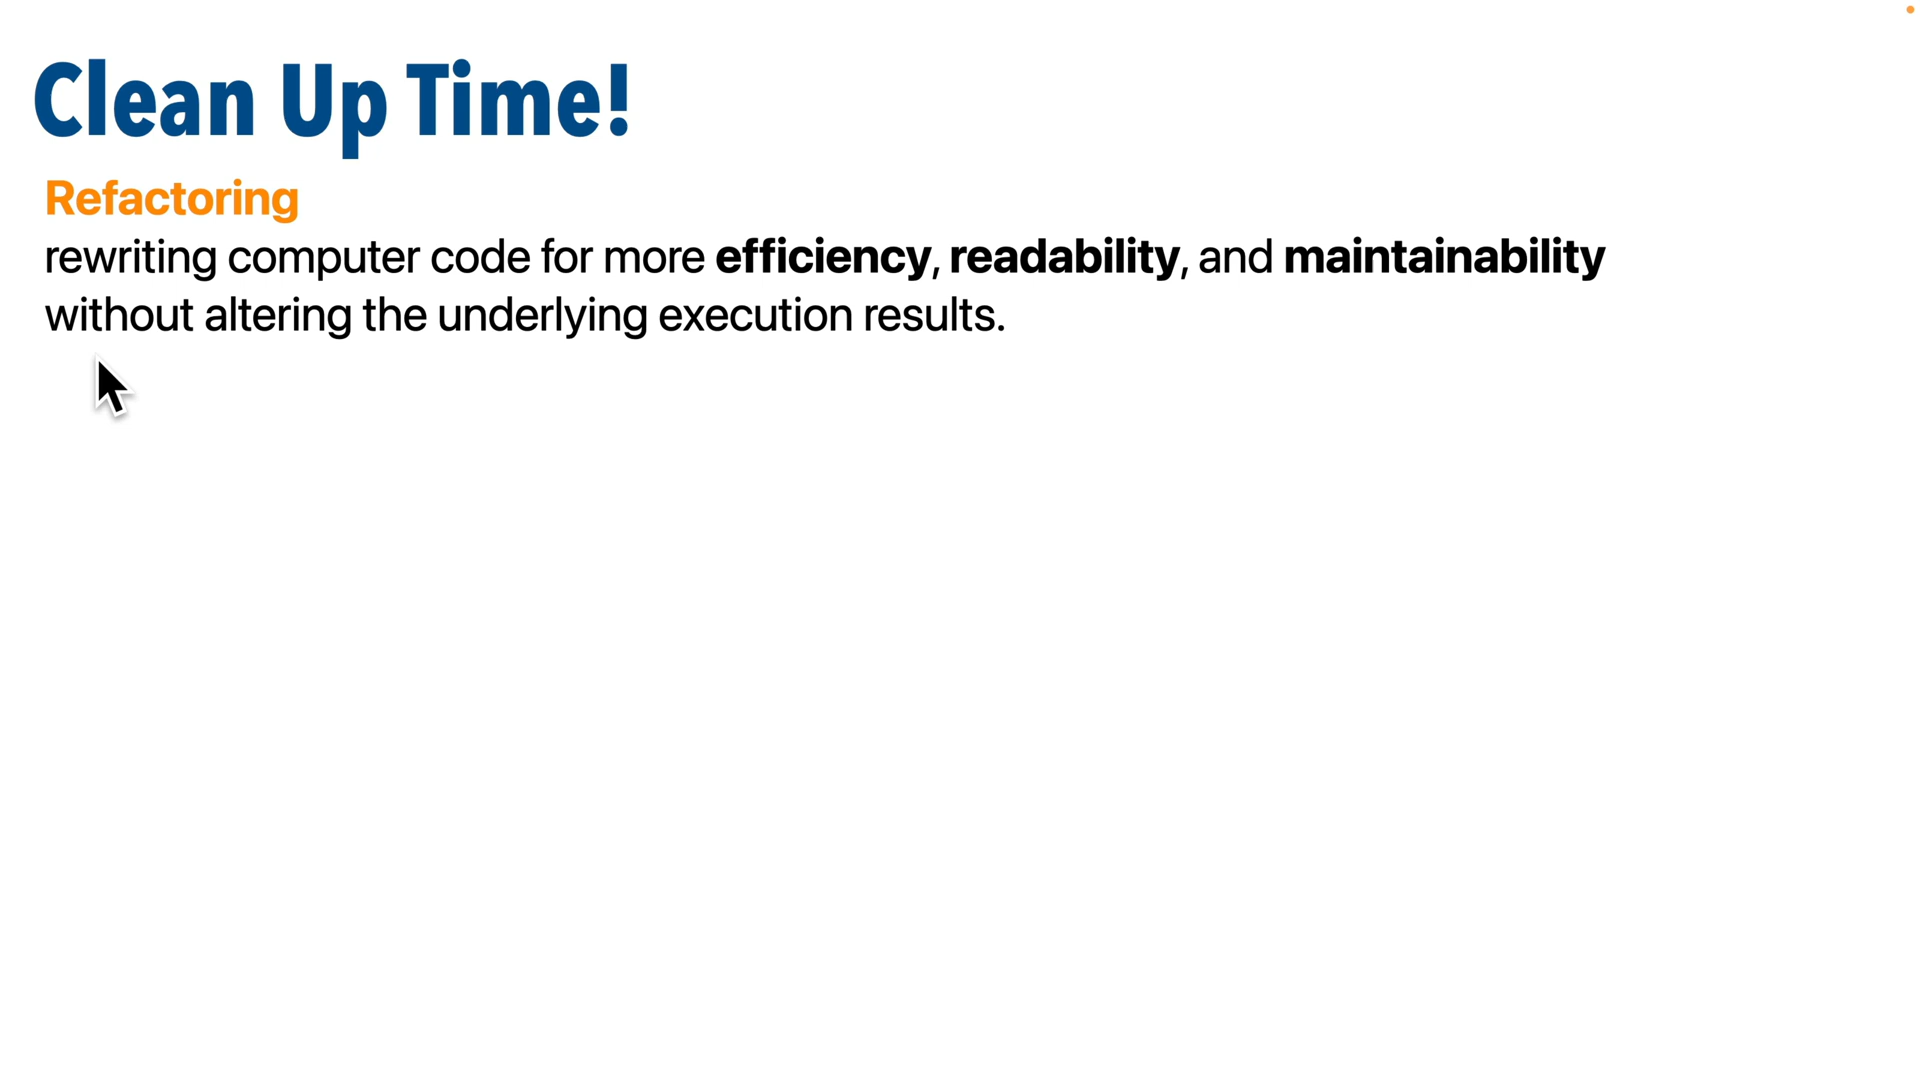 Clean Up Time!
Refactoring
rewriting computer code for more efficiency, readability, and maintainability
without altering the underlying execution results.